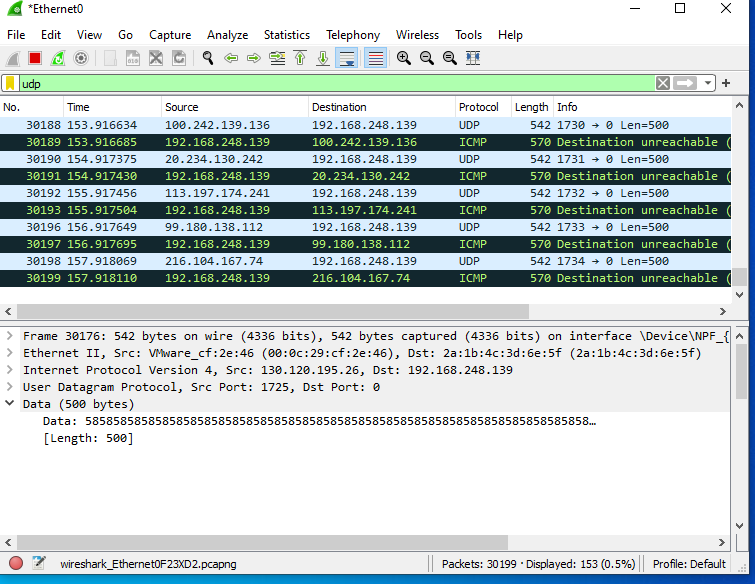 *Ethernet0
File Edit View Go Capture Analyze Statistics Telephony Wireless Tools Help
udp
No. Time Source Destination Protocol Length Info
30188 153.916634 100.242.139.136 192.168.248.139 UDP 542 1730 → 0 Len=500
30189 153.916685 192.168.248.139 100.242.139.136 ICMP 570 Destination unreachable (
30190 154.917375 20.234.130.242 192.168.248.139 UDP 542 1731 → 0 Len=500
30191 154.917430 192.168.248.139 20.234.130.242 ICMP 570 Destination unreachable (
30192 155.917456 113.197.174.241 192.168.248.139 UDP 542 1732 → 0 Len=500
30193 155.917504 192.168.248.139 113.197.174.241 ICMP 570 Destination unreachable (
30196 156.917649 99.180.138.112 192.168.248.139 UDP 542 1733 → 0 Len=500
30197 156.917695 192.168.248.139 99.180.138.112 ICMP 570 Destination unreachable (
30198 157.918069 216.104.167.74 192.168.248.139 UDP 542 1734 → 0 Len=500
30199 157.918110 192.168.248.139 216.104.167.74 ICMP 570 Destination unreachable (
Frame 30176: 542 bytes on wire (4336 bits), 542 bytes captured (4336 bits) on interface \Device\NPF_{
Ethernet II, Src: VMware_cf:2e:46 (00:0c:29:cf:2e:46), Dst: 2a:1b:4c:3d:6e:5f (2a:1b:4c:3d:6e:5f)
Internet Protocol Version 4, Src: 130.120.195.26, Dst: 192.168.248.139
User Datagram Protocol, Src Port: 1725, Dst Port: 0
Data (500 bytes)
Data: 585858585858585858585858585858585858585858585858585858585858585858585858…
[Length: 500]
wireshark_Ethernet0F23XD2.pcapng Packets: 30199 · Displayed: 153 (0.5%) Profile: Default